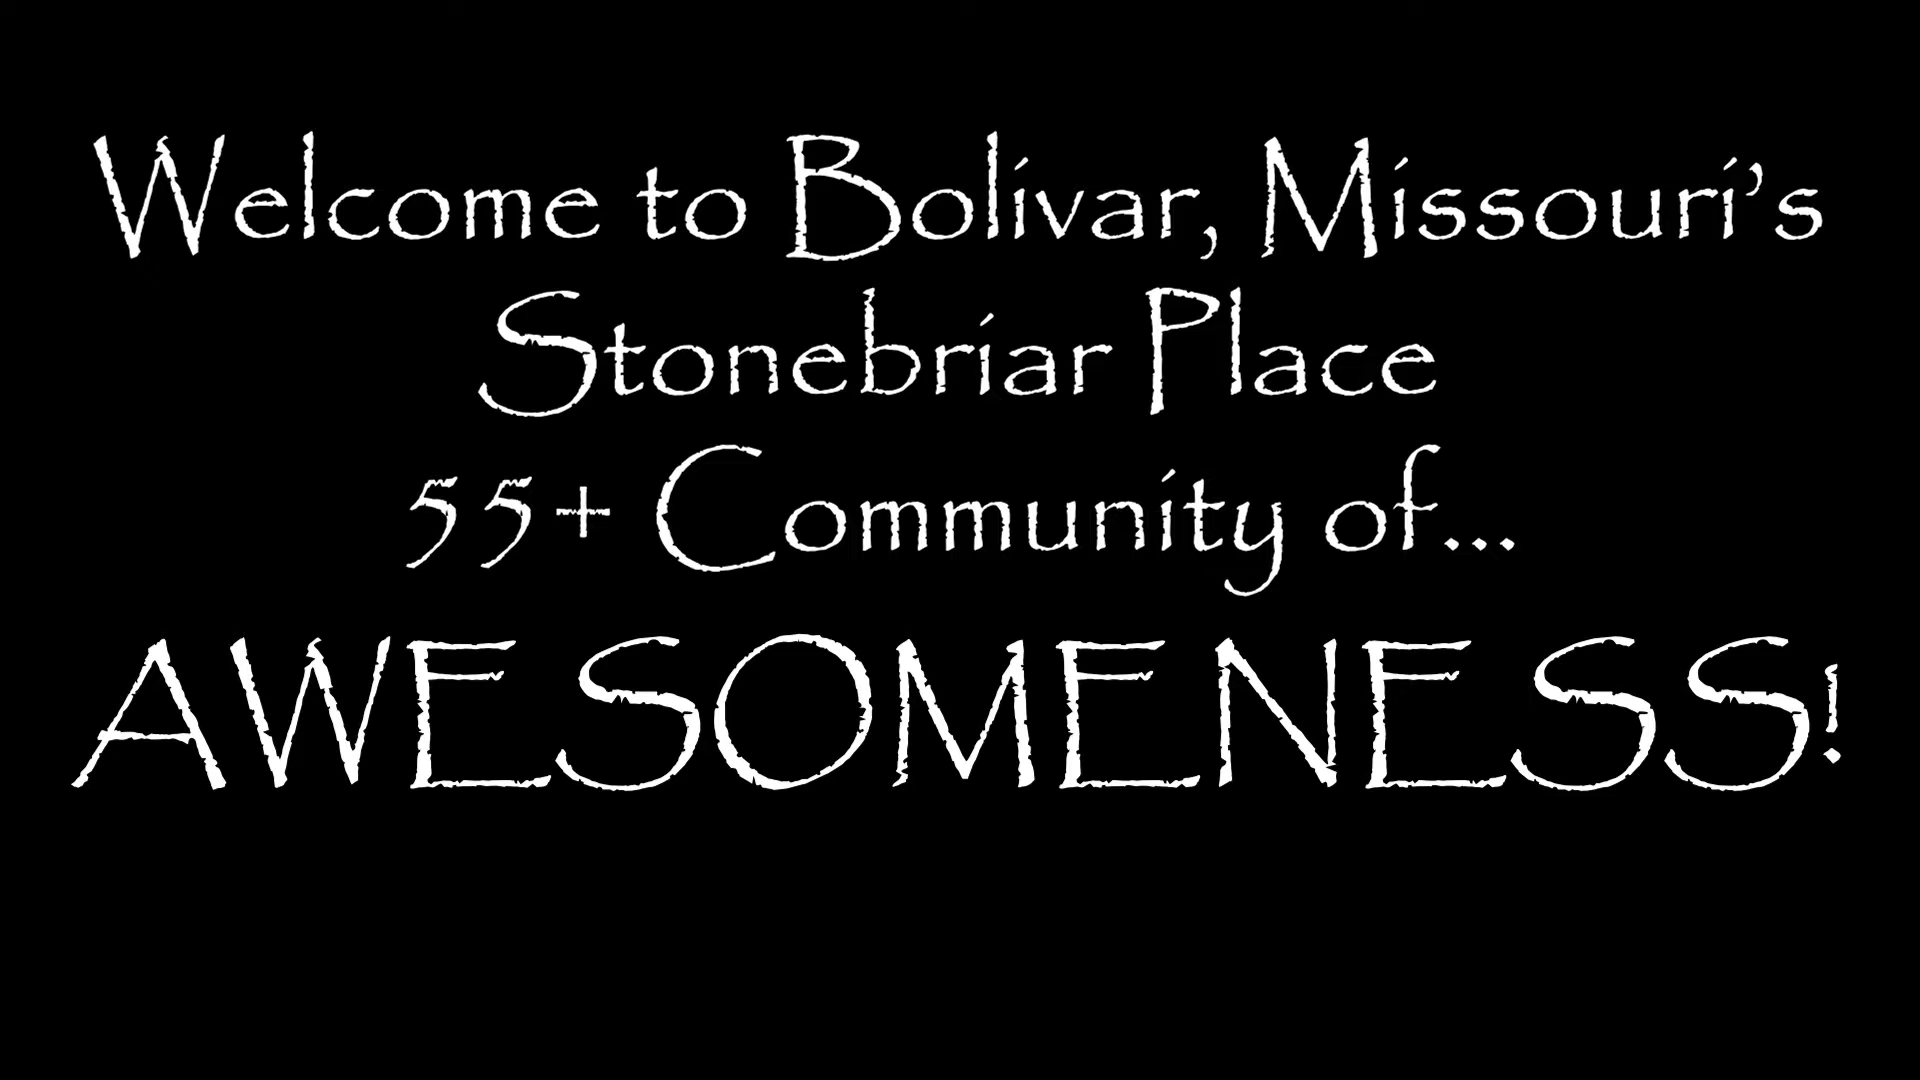 Welcome to Bolivar, Missouri’s
Stonebriar Place
55+ Community of...
AWESOMENESS!